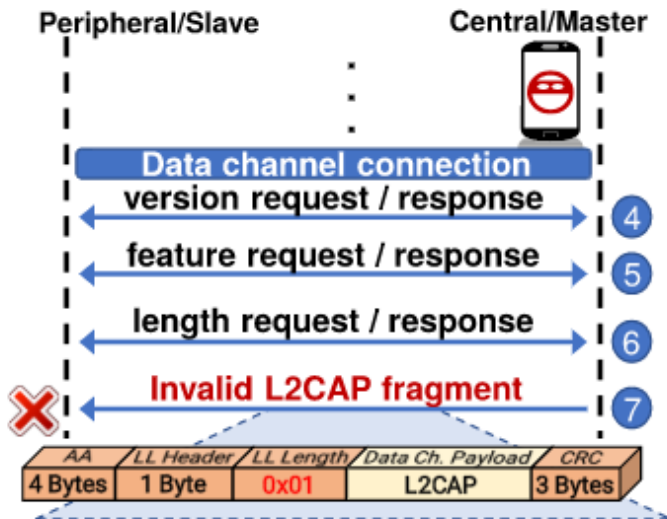 Peripheral/Slave Central/Master
Data channel connection
version request / response 4
feature request / response 5
length request / response 6
Invalid L2CAP fragment 7
AA LL Header LL Length Data Ch. Payload CRC
4 Bytes 1 Byte 0x01 L2CAP 3 Bytes